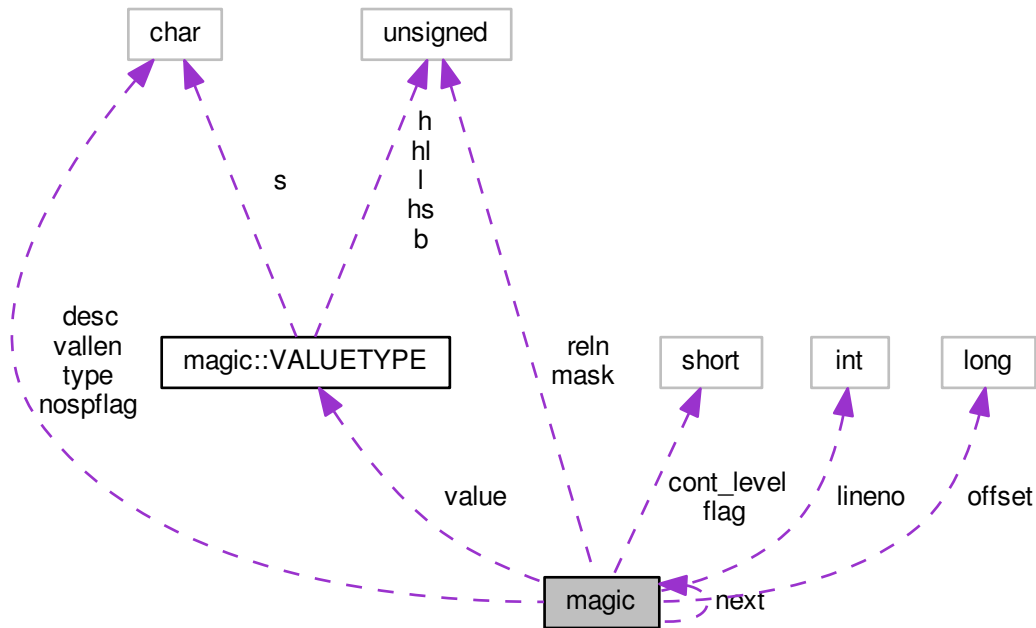 char
unsigned
h
hl
l
hs
b
s
desc
vallen
type
nospflag
magic::VALUETYPE
reln
mask
short
int
long
value
cont_level
flag
lineno
offset
magic
next